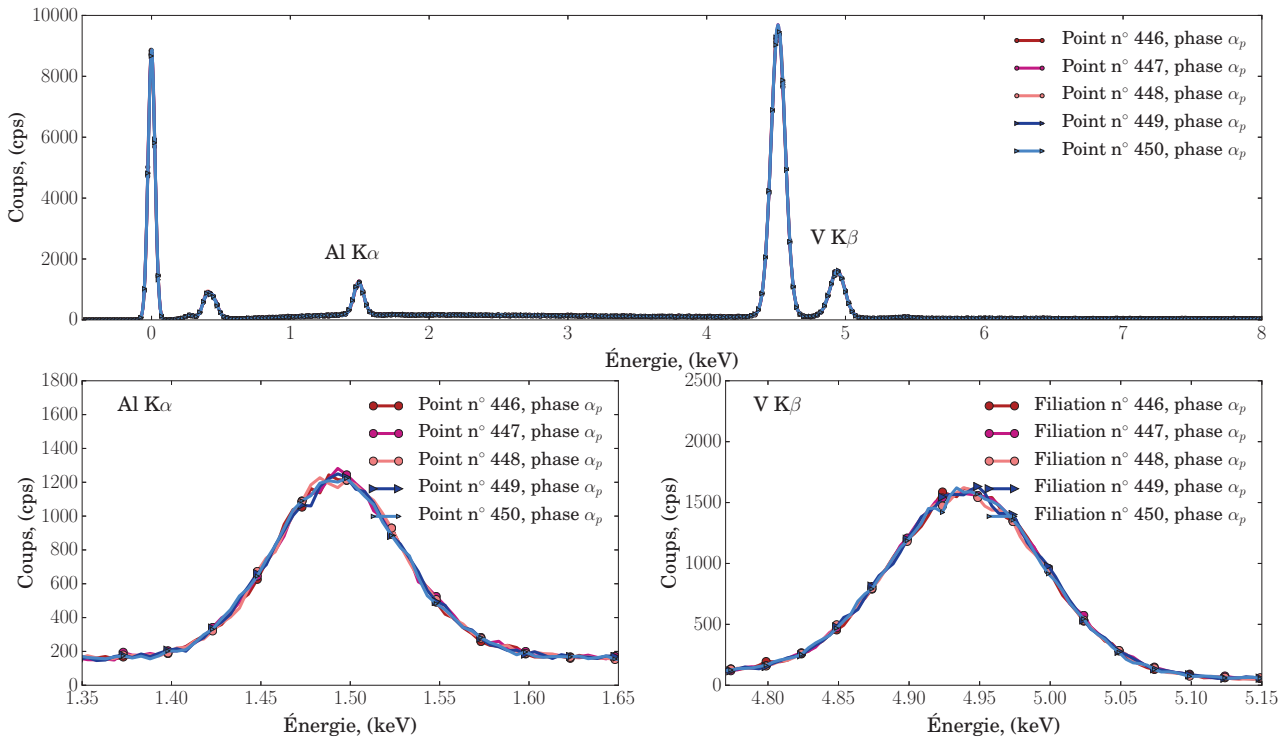 10000
8000
6000
4000
2000
0
Coups, (cps)
Point n° 446, phase αp
Point n° 447, phase αp
Point n° 448, phase αp
Point n° 449, phase αp
Point n° 450, phase αp
Al Kα
V Kβ
0 1 2 3 4 5 6 7 8
Énergie, (keV)
1800
1600
1400
1200
1000
800
600
400
200
0
Coups, (cps)
Al Kα
Point n° 446, phase αp
Point n° 447, phase αp
Point n° 448, phase αp
Point n° 449, phase αp
Point n° 450, phase αp
1.35 1.40 1.45 1.50 1.55 1.60 1.65
Énergie, (keV)
2500
2000
1500
1000
500
0
Coups, (cps)
V Kβ
Filiation n° 446, phase αp
Filiation n° 447, phase αp
Filiation n° 448, phase αp
Filiation n° 449, phase αp
Filiation n° 450, phase αp
4.80 4.85 4.90 4.95 5.00 5.05 5.10 5.15
Énergie, (keV)